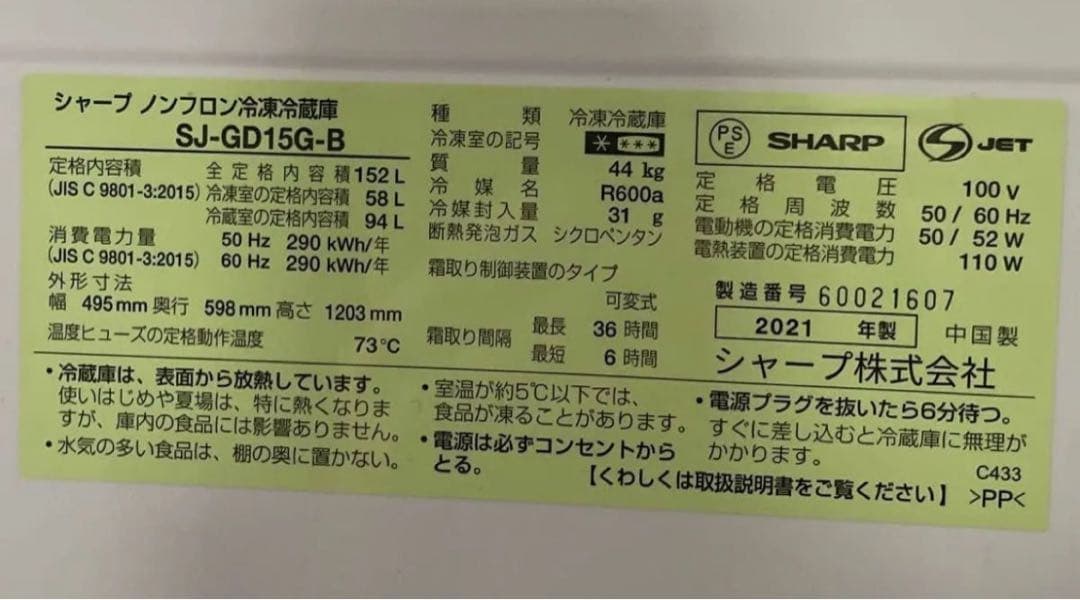 シャープ ノンフロン冷凍冷蔵庫
SJ-GD15G-B
定格内容積 全定格内容積 152 L
(JIS C 9801-3:2015) 冷凍室の定格内容積 58 L
冷蔵室の定格内容積 94 L
消費電力量 50 Hz 290 kWh/年
(JIS C 9801-3:2015) 60 Hz 290 kWh/年
外形寸法
幅 495 mm 奥行 598 mm 高さ 1203 mm
温度ヒューズの定格動作温度 73℃
種類 冷凍冷蔵庫
冷凍室の記号 * ***
質量 44 kg
冷媒名 R600a
冷媒封入量 31 g
断熱発泡ガス シクロペンタン
霜取り制御装置のタイプ
可変式
霜取り間隔 最長 36 時間
最短 6 時間
PS
E
SHARP
JET
定格電圧 100 V
定格周波数 50 / 60 Hz
電動機の定格消費電力 50 / 52 W
電熱装置の定格消費電力 110 W
製造番号 60021607
2021 年製 中国製
シャープ株式会社
・冷蔵庫は、表面から放熱しています。
使いはじめや夏場は、特に熱くなりま
すが、庫内の食品には影響ありません。
・水気の多い食品は、棚の奥に置かない。
・室温が約5℃以下では、
食品が凍ることがあります。
・電源は必ずコンセントから
とる。
・電源プラグを抜いたら6分待つ。
すぐに差し込むと冷蔵庫に無理が
かかります。
C433
【くわしくは取扱説明書をご覧ください】 >PP<